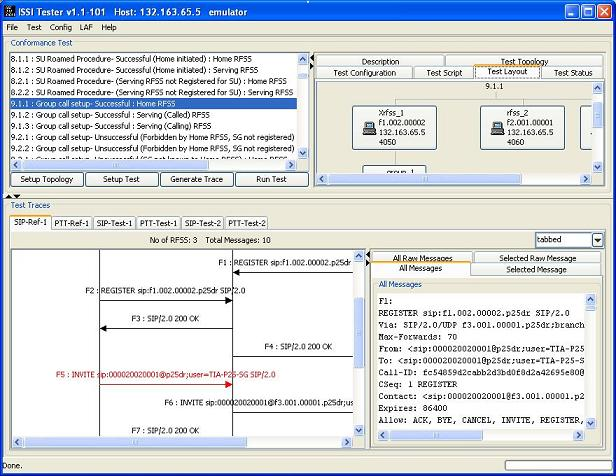 ISSI Tester v1.1-101 Host: 132.163.65.5 emulator
File Test Config LAF Help
Conformance Test
8.1.1 : SU Roamed Procedure- Successful (Home initiated) : Home RFSS
8.1.2 : SU Roamed Procedure- Successful (Home initiated) : Serving RFSS
8.2.1 : SU Roamed Procedure- (Serving RFSS not Registered for SU) : Home RFSS
8.2.2 : SU Roamed Procedure- (Serving RFSS not Registered for SU) : Serving RFSS
9.1.1 : Group call setup- Successful : Home RFSS
9.1.2 : Group call setup- Successful : Serving (Called) RFSS
9.1.3 : Group call setup- Successful : Serving (Calling) RFSS
9.2.1 : Group call setup- Unsuccessful (Forbidden by Home RFSS, SG not registered)
9.2.2 : Group call setup- Unsuccessful (Forbidden by Home RFSS, SG not registered)
Setup Topology
Setup Test
Generate Trace
Run Test
Description
Test Topology
Test Configuration
Test Script
Test Layout
Test Status
9.1.1
Xrfss_1
f1.002.00002
132.163.65.5
4050
rfss_2
f2.001.00001
132.163.65.5
4060
group_1
Test Traces
SIP-Ref-1
PTT-Ref-1
SIP-Test-1
PTT-Test-1
SIP-Test-2
PTT-Test-2
No of RFSS: 3 Total Messages: 10
tabbed
F1 : REGISTER sip:f1.002.00002.p25dr
F2 : REGISTER sip:f1.002.00002.p25dr SIP/2.0
F3 : SIP/2.0 200 OK
F4 : SIP/2.0 200 OK
F5 : INVITE sip:000020020001@p25dr;user=TIA-P25-SG SIP/2.0
F6 : INVITE sip:000020020001@f3.001.00001.p25dr;us
F7 : SIP/2.0 200 OK
All Raw Messages
Selected Raw Message
All Messages
Selected Message
All Messages
F1:
REGISTER sip:f1.002.00002.p25dr SIP/2.0
Via: SIP/2.0/UDP f3.001.00001.p25dr;branch
Max-Forwards: 70
From: <sip:000020000001@p25dr;user=TIA-P25
To: <sip:000020000001@p25dr;user=TIA-P25-S
Call-ID: fc54859d2cabb2d3bd0f8d2a42695e80@
CSeq: 1 REGISTER
Contact: <sip:000020020001@f3.001.00001.p
Expires: 86400
Allow: ACK, BYE, CANCEL, INVITE, REGISTER,
Done.